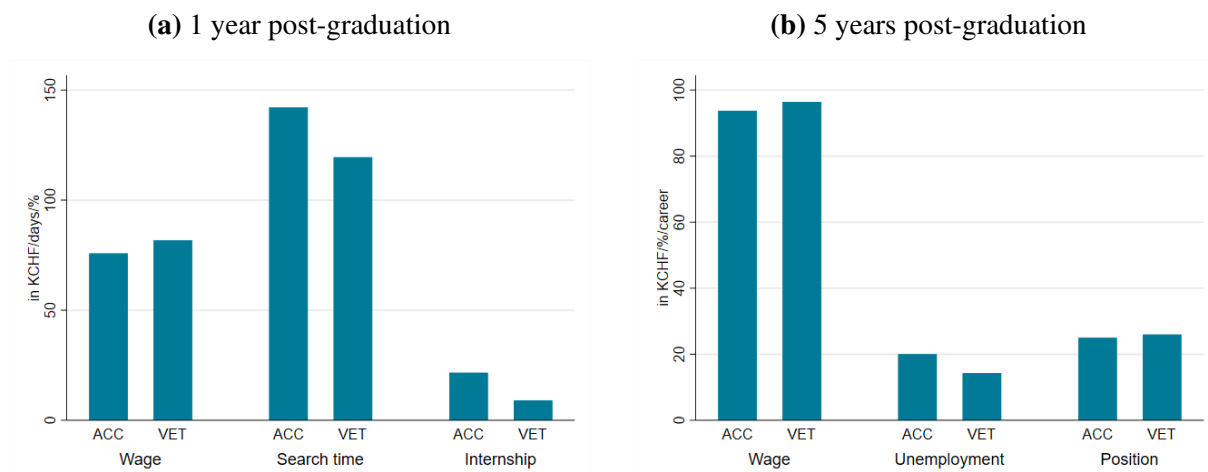 (a) 1 year post-graduation
in KCHF/days/%
150
100
50
0
ACC VET ACC VET ACC VET
Wage Search time Internship
(b) 5 years post-graduation
in KCHF/%/career
100
80
60
40
20
0
ACC VET ACC VET ACC VET
Wage Unemployment Position